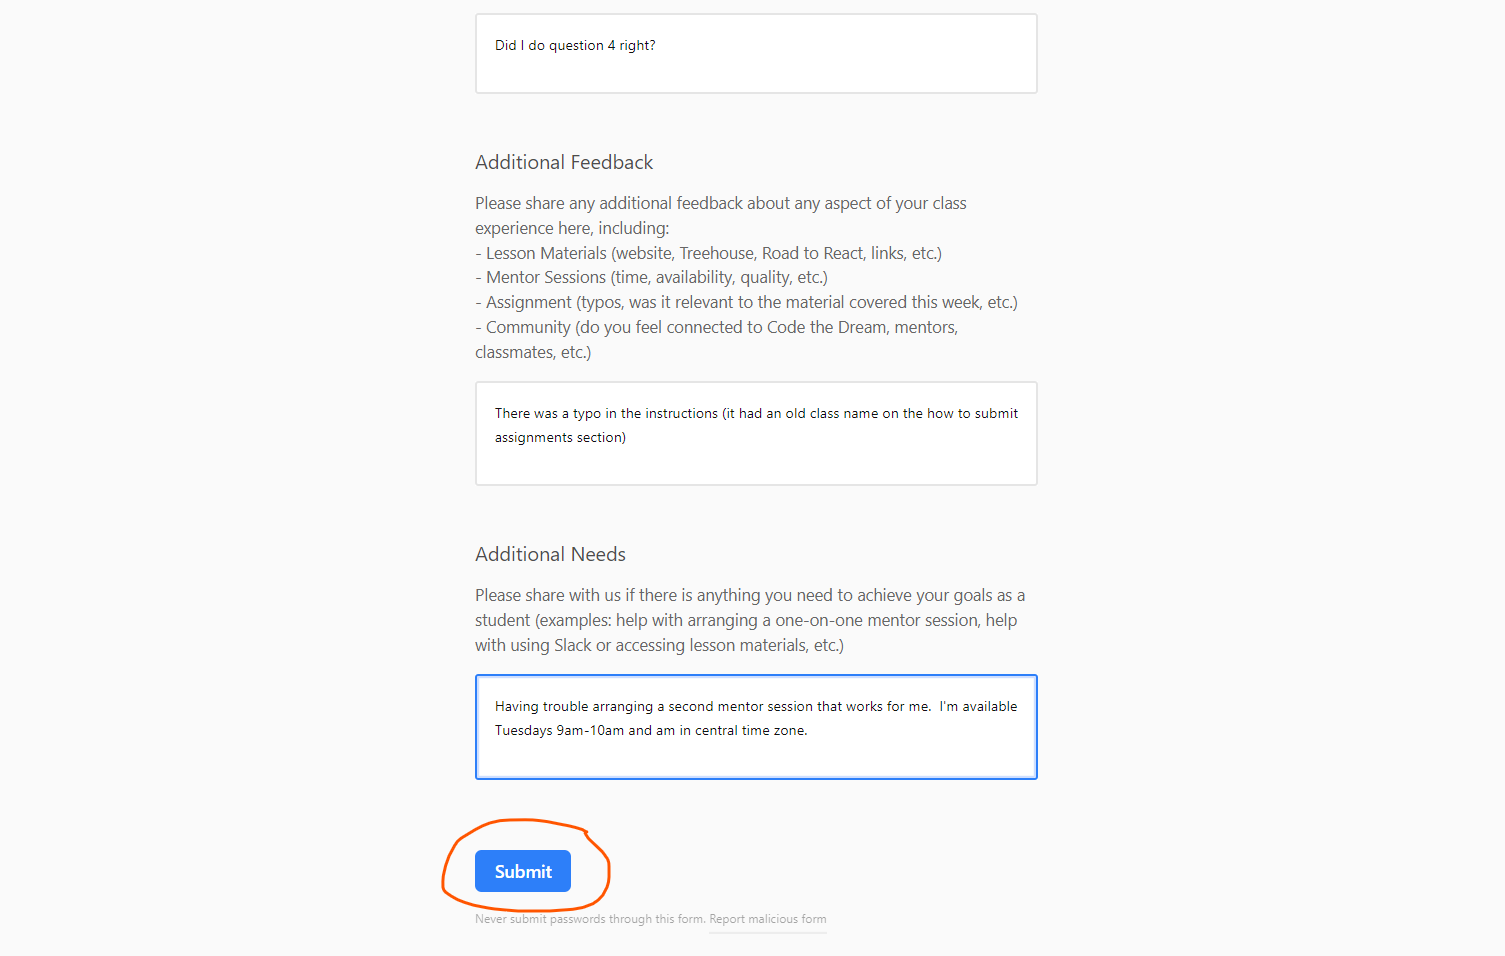 Did I do question 4 right?
Additional Feedback
Please share any additional feedback about any aspect of your class
experience here, including:
- Lesson Materials (website, Treehouse, Road to React, links, etc.)
- Mentor Sessions (time, availability, quality, etc.)
- Assignment (typos, was it relevant to the material covered this week, etc.)
- Community (do you feel connected to Code the Dream, mentors,
classmates, etc.)
There was a typo in the instructions (it had an old class name on the how to submit
assignments section)
Additional Needs
Please share with us if there is anything you need to achieve your goals as a
student (examples: help with arranging a one-on-one mentor session, help
with using Slack or accessing lesson materials, etc.)
Having trouble arranging a second mentor session that works for me.  I'm available
Tuesdays 9am-10am and am in central time zone.
Submit
Never submit passwords through this form. Report malicious form